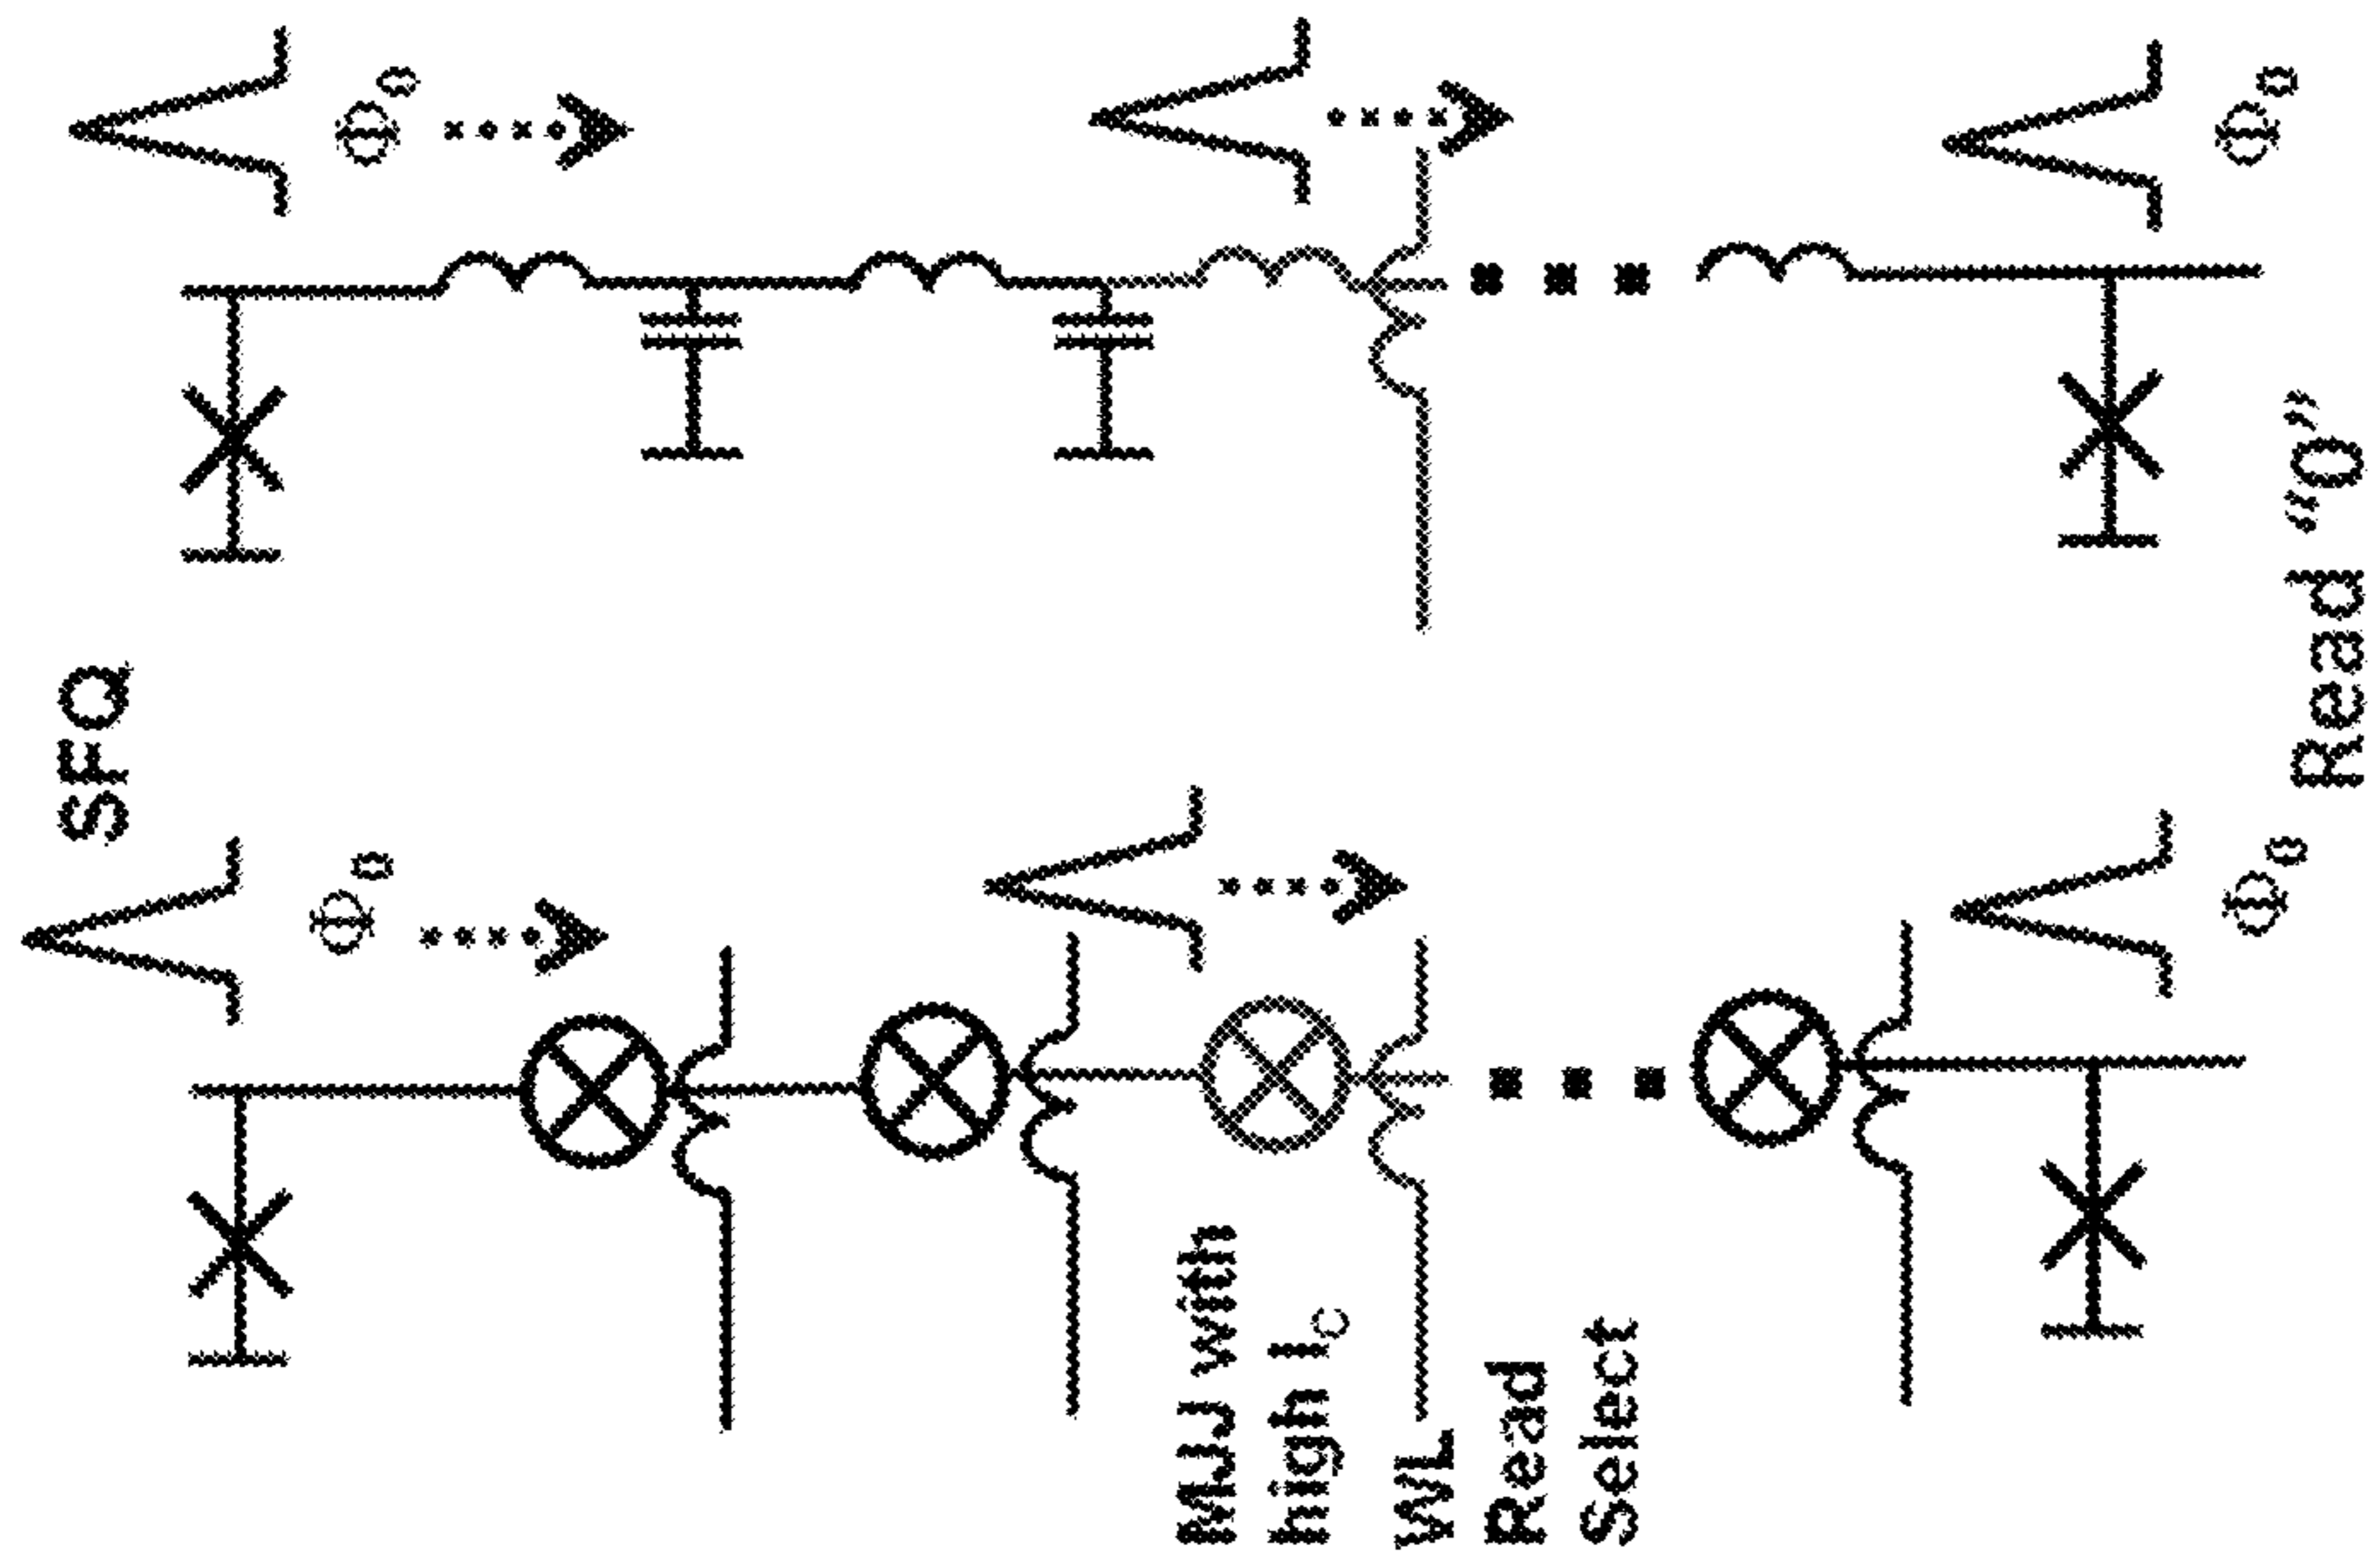 SFQ
Φ₀
Φ₀
MJJ with
high Ic
WL
Read
Select
Φ₀
Φ₀
Read “0”